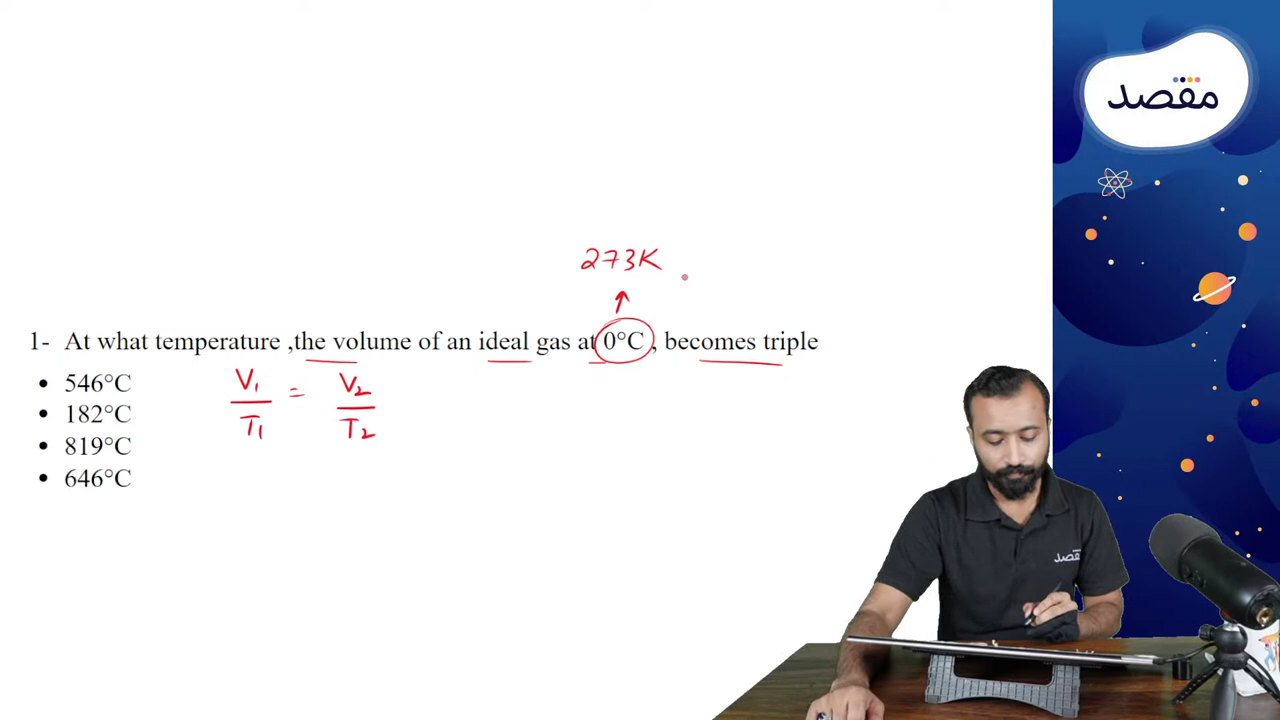 مقصد
273K
1- At what temperature ,the volume of an ideal gas at 0°C , becomes triple
• 546°C
• 182°C
• 819°C
• 646°C
V₁ = V₂
T₁ T₂
مقصد